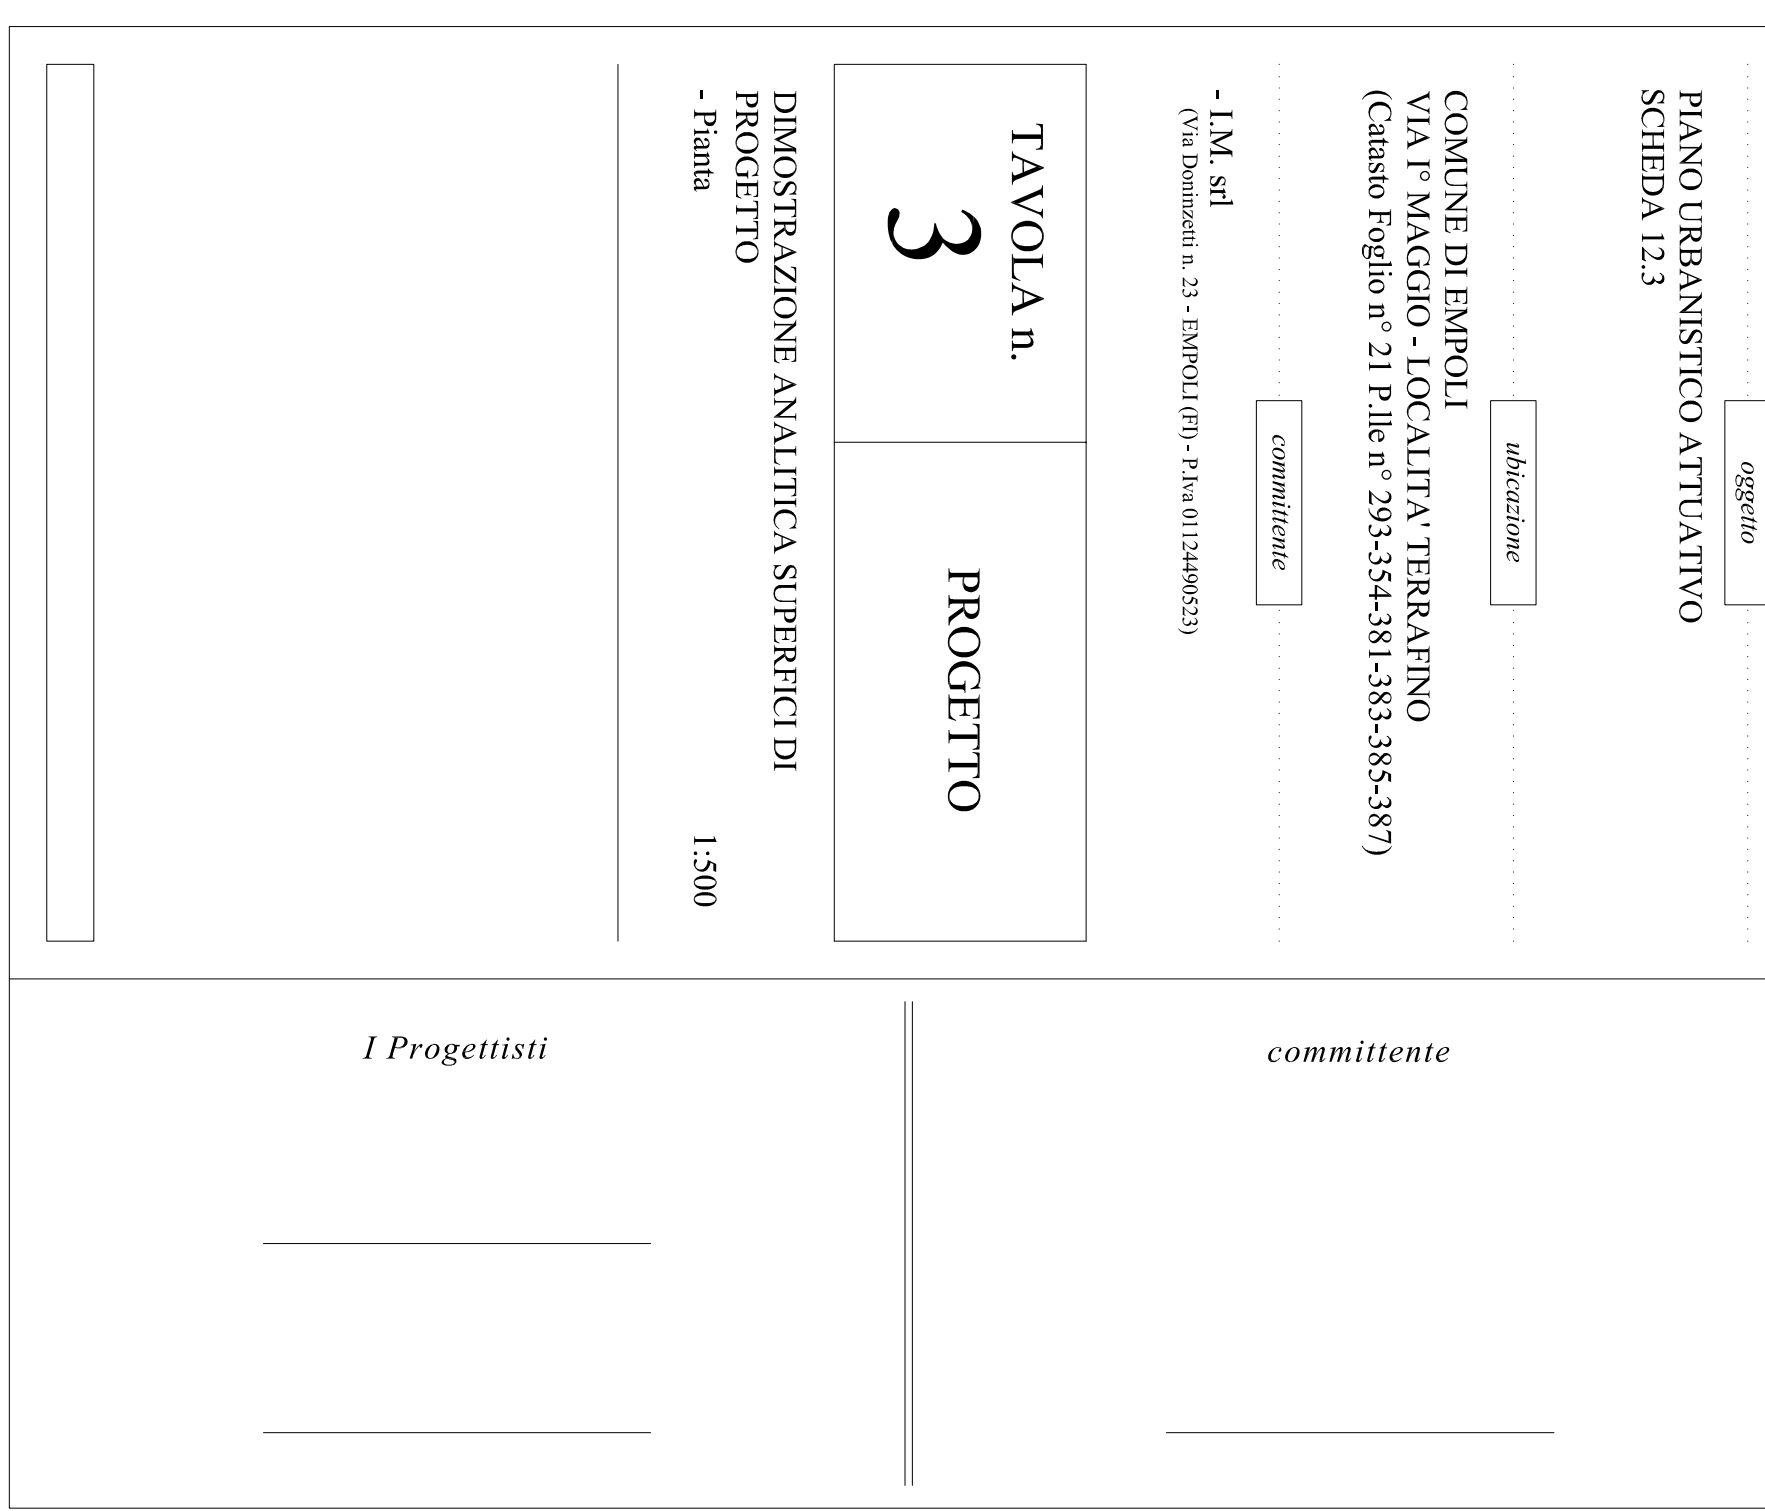 oggetto
PIANO URBANISTICO ATTUATIVO
SCHEDA 12.3
ubicazione
COMUNE DI EMPOLI
VIA I° MAGGIO - LOCALITA' TERRAFINO
(Catasto Foglio n° 21 P.lle n° 293-354-381-383-385-387)
committente
- I.M. srl
(Via Doninzetti n. 23 - EMPOLI (FI) - P.Iva 01124490523)
TAVOLA n.
3
PROGETTO
DIMOSTRAZIONE ANALITICA SUPERFICI DI
PROGETTO
- Pianta 1:500
I Progettisti
committente